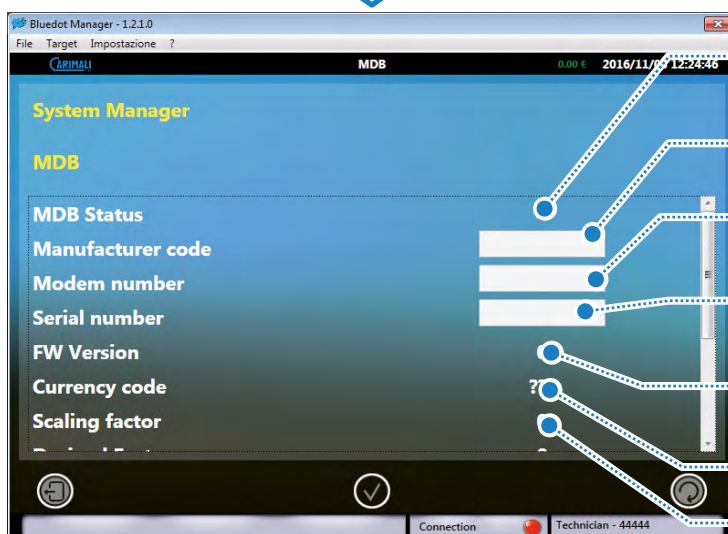 Bluedot Manager - 1.2.1.0
File Target Impostazione ?
CARIMALI MDB 0.00 € 2016/11/0 12:24:46
System Manager
MDB
MDB Status
Manufacturer code
Modem number
Serial number
FW Version
Currency code ??
Scaling factor
Connection Technician - 44444